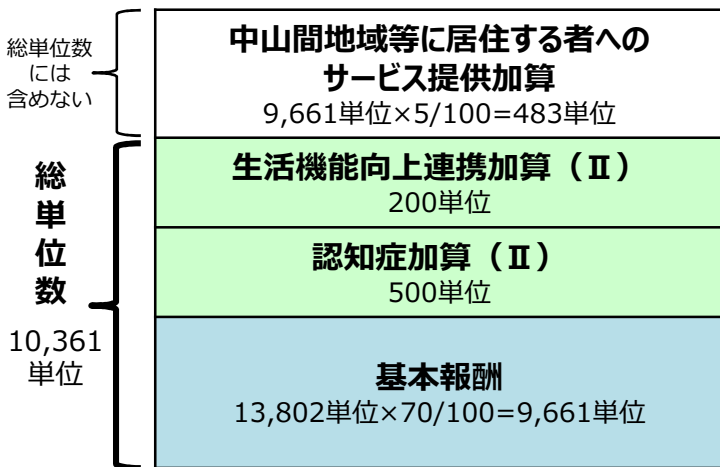 総単位数
には
含めない
中山間地域等に居住する者への
サービス提供加算
9,661単位×5/100=483単位
総
単
位
数
10,361
単位
生活機能向上連携加算（Ⅱ）
200単位
認知症加算（Ⅱ）
500単位
基本報酬
13,802単位×70/100=9,661単位